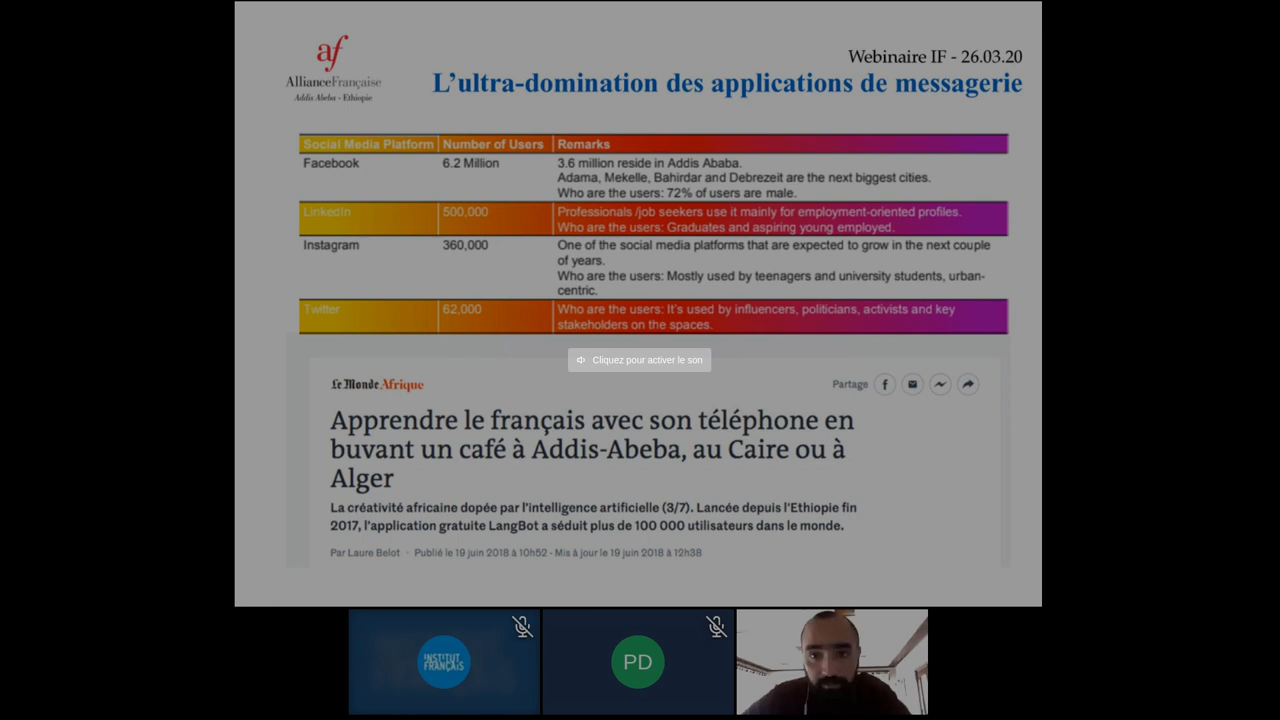 af
AllianceFrançaise
Addis Abeba - Ethiopie
Webinaire IF - 26.03.20
L'ultra-domination des applications de messagerie
Social Media Platform Number of Users Remarks
Facebook 6.2 Million 3.6 million reside in Addis Ababa.
Adama, Mekelle, Bahirdar and Debrezeit are the next biggest cities.
Who are the users: 72% of users are male.
LinkedIn 500,000 Professionals /job seekers use it mainly for employment-oriented profiles.
Who are the users: Graduates and aspiring young employed.
Instagram 360,000 One of the social media platforms that are expected to grow in the next couple
of years.
Who are the users: Mostly used by teenagers and university students, urban-
centric.
Twitter 62,000 Who are the users: It's used by influencers, politicians, activists and key
stakeholders on the spaces.
Cliquez pour activer le son
Le Monde Afrique
Partage
Apprendre le français avec son téléphone en
buvant un café à Addis-Abeba, au Caire ou à
Alger
La créativité africaine dopée par l'intelligence artificielle (3/7). Lancée depuis l'Ethiopie fin
2017, l'application gratuite LangBot a séduit plus de 100 000 utilisateurs dans le monde.
Par Laure Belot · Publié le 19 juin 2018 à 10h52 - Mis à jour le 19 juin 2018 à 12h38
INSTITUT
FRANÇAIS
PD